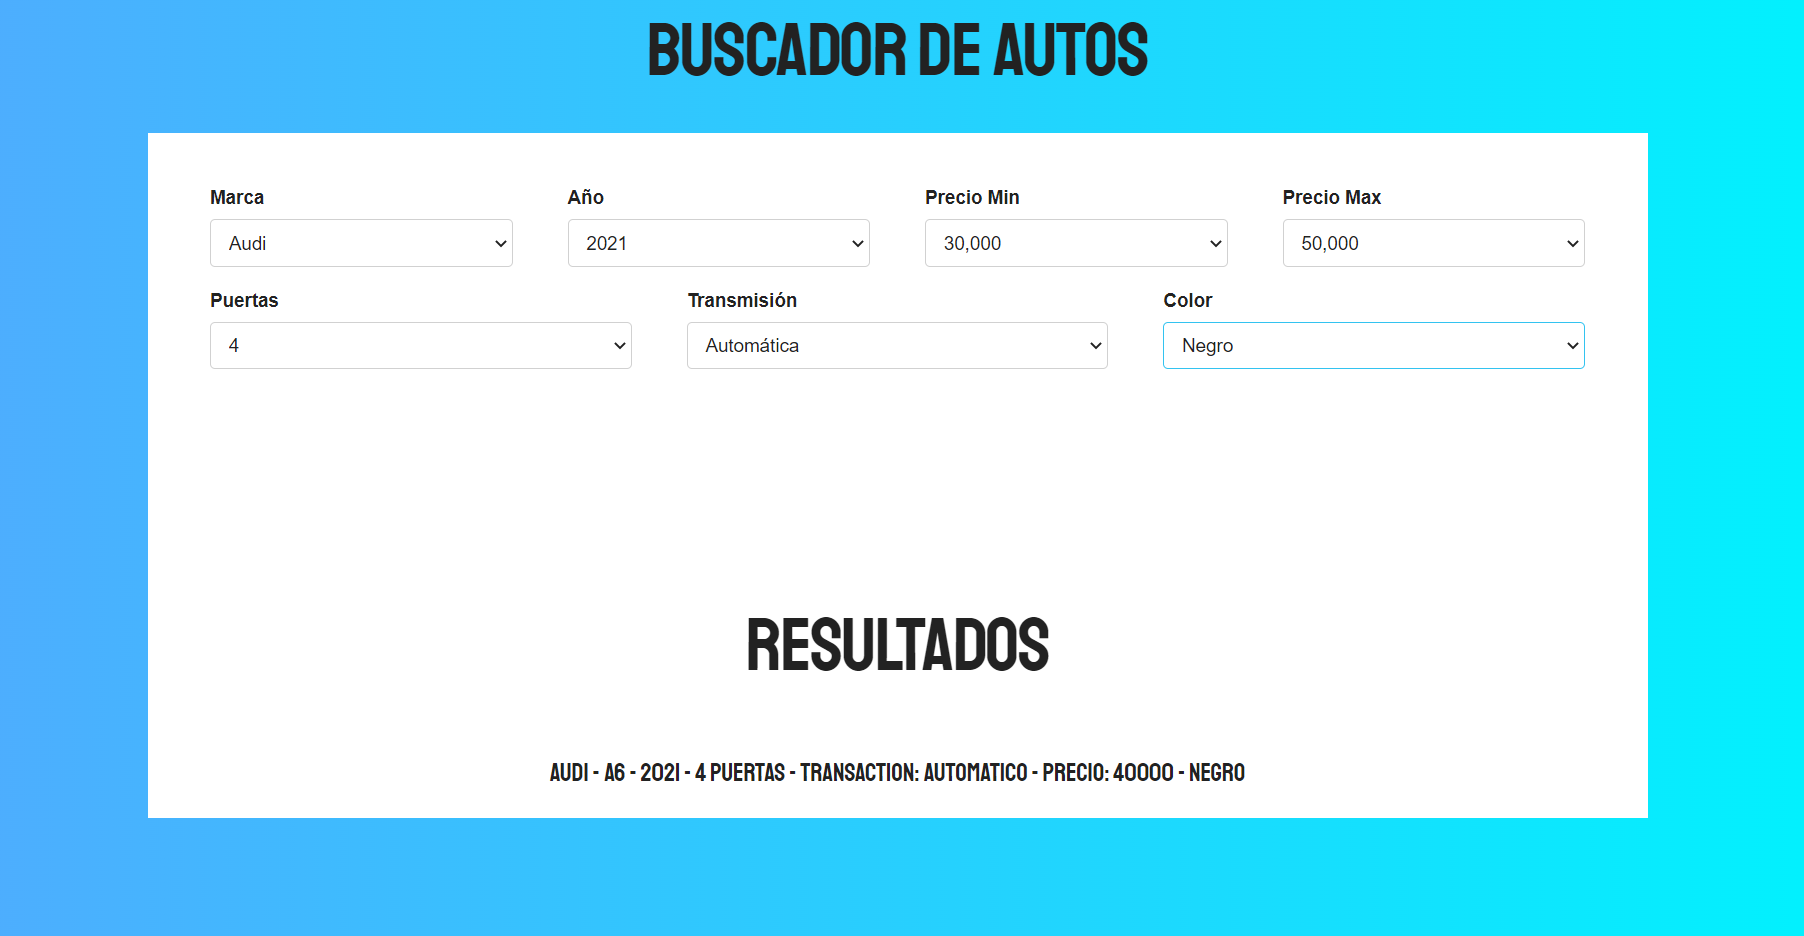 BUSCADOR DE AUTOS
Marca Año Precio Min Precio Max
Audi 2021 30,000 50,000
Puertas Transmisión Color
4 Automática Negro
RESULTADOS
AUDI - A6 - 2021 - 4 PUERTAS - TRANSACTION: AUTOMATICO - PRECIO: 40000 - NEGRO